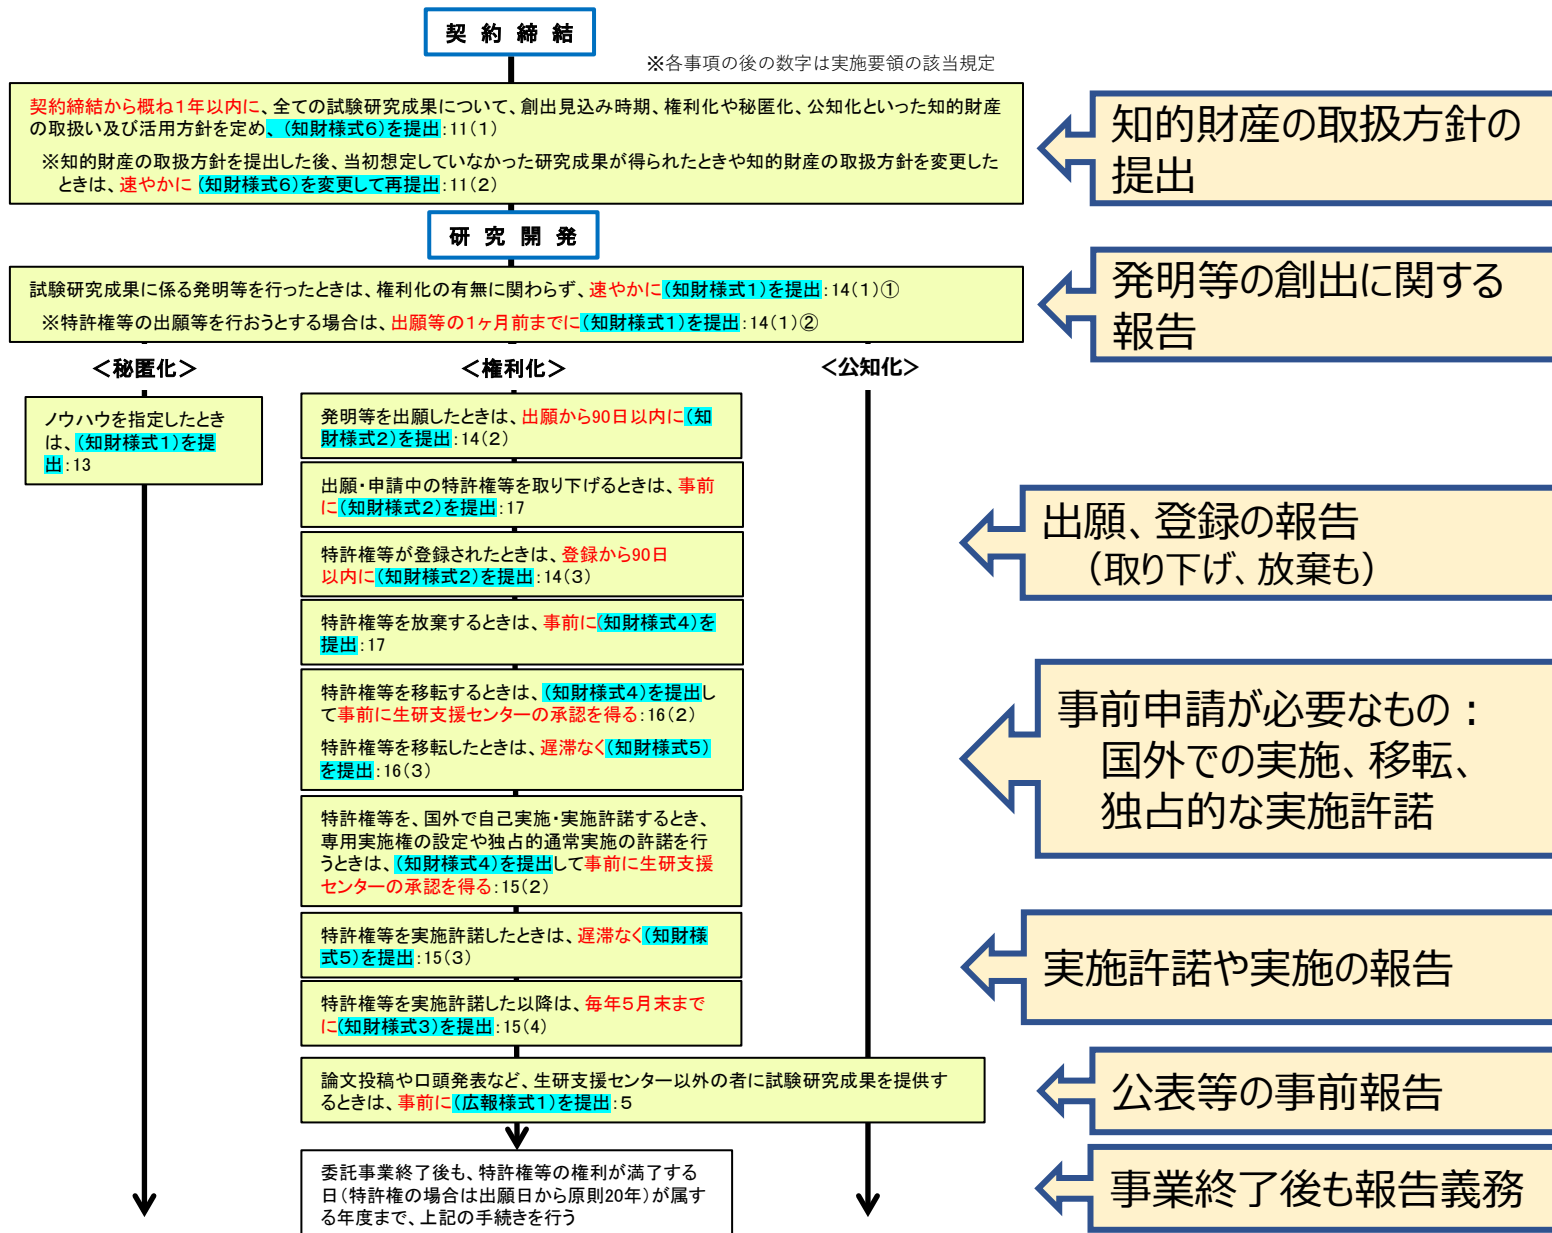 契 約 締 結
※各事項の後の数字は実施要領の該当規定
契約締結から概ね1年以内に、全ての試験研究成果について、創出見込み時期、権利化や秘匿化、公知化といった知的財産
の取扱い及び活用方針を定め、（知財様式6）を提出：11（1）
※知的財産の取扱方針を提出した後、当初想定していなかった研究成果が得られたときや知的財産の取扱方針を変更した
ときは、速やかに（知財様式6）を変更して再提出：11（2）
知的財産の取扱方針の
提出
研 究 開 発
試験研究成果に係る発明等を行ったときは、権利化の有無に関わらず、速やかに（知財様式1）を提出：14（1）①
※特許権等の出願等を行おうとする場合は、出願等の1ヶ月前までに（知財様式1）を提出：14（1）②
発明等の創出に関する
報告
＜秘匿化＞
＜権利化＞
＜公知化＞
ノウハウを指定したとき
は、（知財様式1）を提
出：13
発明等を出願したときは、出願から90日以内に（知
財様式2）を提出：14（2）
出願・申請中の特許権等を取り下げるときは、事前
に（知財様式2）を提出：17
特許権等が登録されたときは、登録から90日
以内に（知財様式2）を提出：14（3）
特許権等を放棄するときは、事前に（知財様式4）を
提出：17
出願、登録の報告
（取り下げ、放棄も）
特許権等を移転するときは、（知財様式4）を提出し
て事前に生研支援センターの承認を得る：16（2）
特許権等を移転したときは、遅滞なく（知財様式5）
を提出：16（3）
特許権等を、国外で自己実施・実施許諾するとき、
専用実施権の設定や独占的通常実施の許諾を行
うときは、（知財様式4）を提出して事前に生研支援
センターの承認を得る：15（2）
事前申請が必要なもの：
国外での実施、移転、
独占的な実施許諾
特許権等を実施許諾したときは、遅滞なく（知財様
式5）を提出：15（3）
特許権等を実施許諾した以降は、毎年5月末まで
に（知財様式3）を提出：15（4）
実施許諾や実施の報告
論文投稿や口頭発表など、生研支援センター以外の者に試験研究成果を提供す
るときは、事前に（広報様式1）を提出：5
公表等の事前報告
委託事業終了後も、特許権等の権利が満了する
日（特許権の場合は出願日から原則20年）が属す
る年度まで、上記の手続きを行う
事業終了後も報告義務